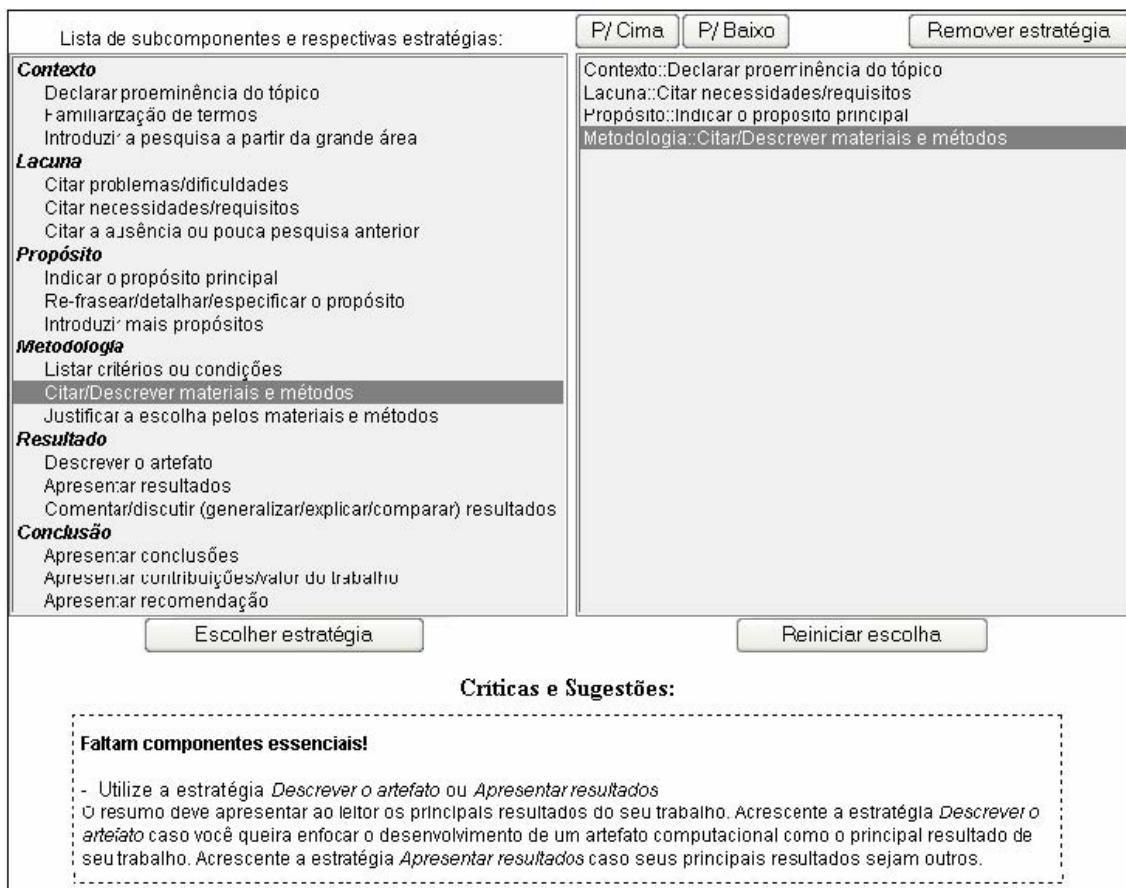 Lista de subcomponentes e respectivas estratégias:
Contexto
Declarar proeminência do tópico
Familiarização de termos
Introduzir a pesquisa a partir da grande área
Lacuna
Citar problemas/dificuldades
Citar necessidades/requisitos
Citar a ausência ou pouca pesquisa anterior
Propósito
Indicar o propósito principal
Re-frasear/detalhar/especificar o propósito
Introduzir mais propósitos
Metodologia
Listar critérios ou condições
Citar/Descrever materiais e métodos
Justificar a escolha pelos materiais e métodos
Resultado
Descrever o artefato
Apresentar resultados
Comentar/discutir (generalizar/explicar/comparar) resultados
Conclusão
Apresentar conclusões
Apresentar contribuições/valor do trabalho
Apresentar recomendação
Escolher estratégia
P/ Cima P/ Baixo Remover estratégia
Contexto::Declarar proeminência do tópico
Lacuna::Citar necessidades/requisitos
Propósito::Indicar o propósito principal
Metodologia::Citar/Descrever materiais e métodos
Reiniciar escolha
Críticas e Sugestões:
Faltam componentes essenciais!
- Utilize a estratégia Descrever o artefato ou Apresentar resultados
O resumo deve apresentar ao leitor os principais resultados do seu trabalho. Acrescente a estratégia Descrever o
artefato caso você queira enfocar o desenvolvimento de um artefato computacional como o principal resultado de
seu trabalho. Acrescente a estratégia Apresentar resultados caso seus principais resultados sejam outros.